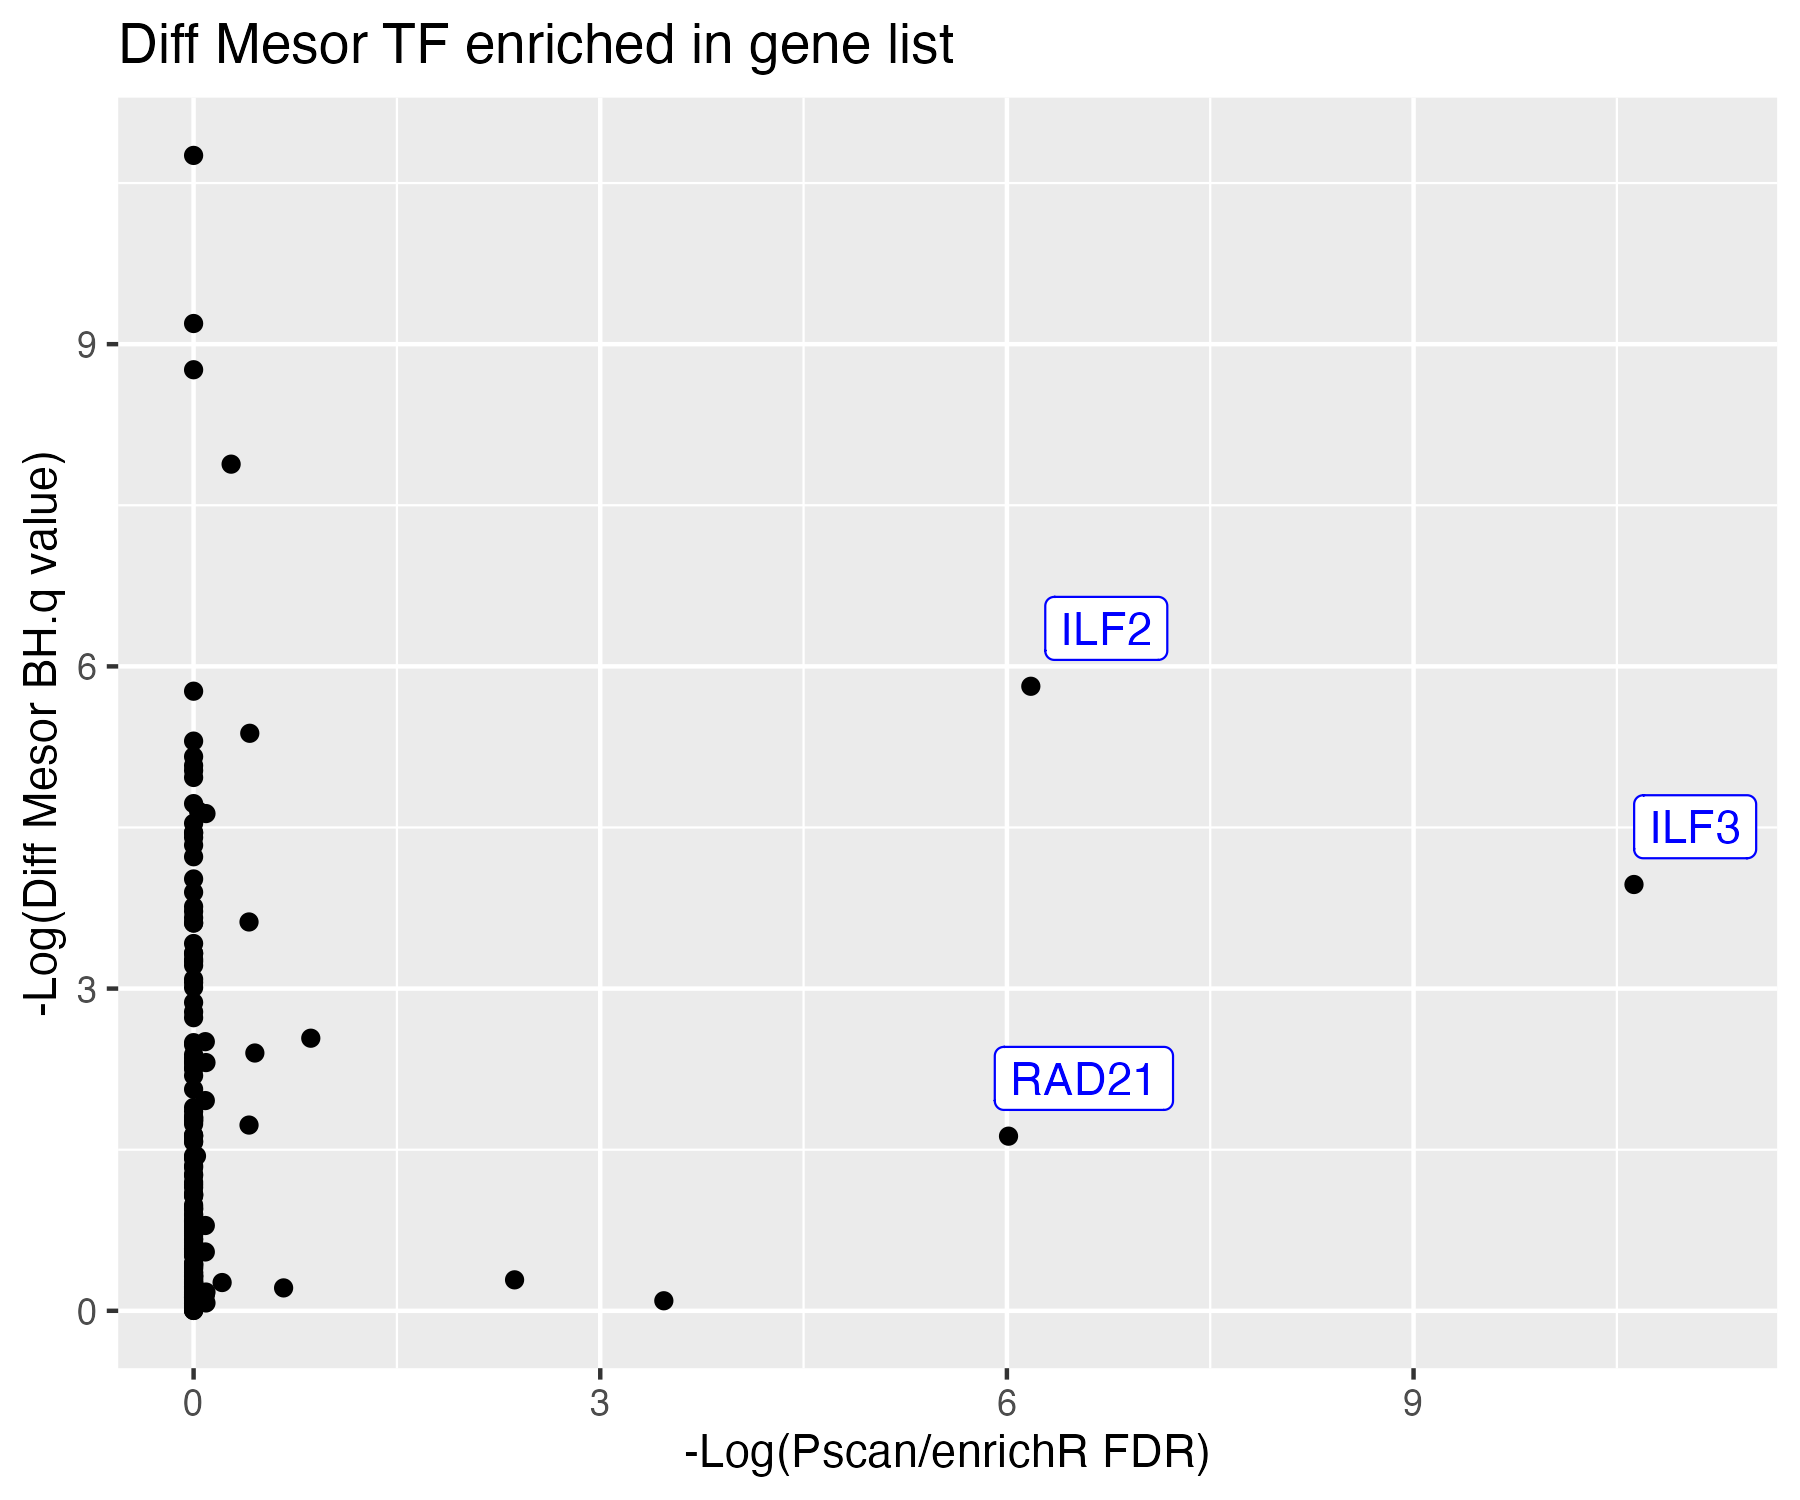 Diff Mesor TF enriched in gene list
-Log(Diff Mesor BH.q value)
9
6
3
0
ILF2
ILF3
RAD21
0
3
6
9
-Log(Pscan/enrichR FDR)